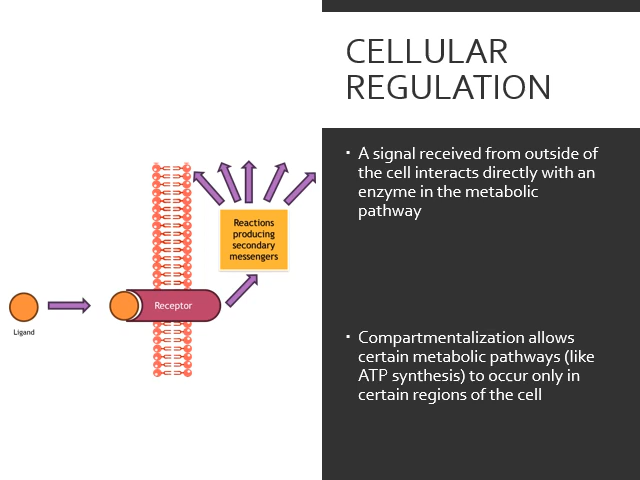 CELLULAR
REGULATION
· A signal received from outside of
the cell interacts directly with an
enzyme in the metabolic
pathway
Reactions
producing
secondary
messengers
Receptor
Ligand
· Compartmentalization allows
certain metabolic pathways (like
ATP synthesis) to occur only in
certain regions of the cell